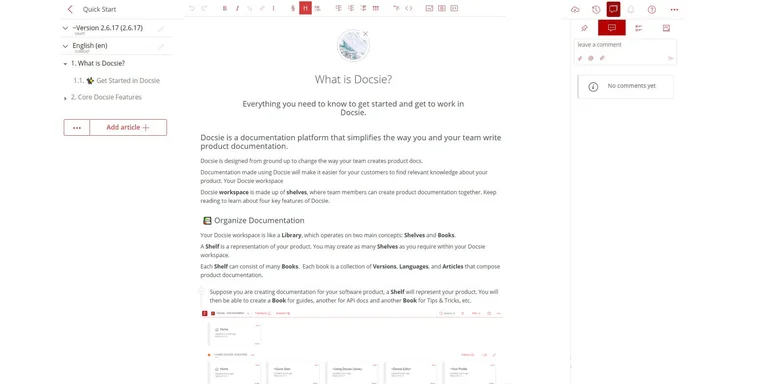 Quick Start
~Version 2.6.17 (2.6.17)
English (en)
1. What is Docsie?
1.1. Get Started in Docsie
2. Core Docsie Features
Add article
B I H
What is Docsie?
Everything you need to know to get started and get to work in
Docsie.
Docsie is a documentation platform that simplifies the way you and your team write
product documentation.
Docsie is designed from ground up to change the way your team creates product docs.
Documentation made using Docsie will make it easier for your customers to find relevant knowledge about your
product. Your Docsie workspace
Docsie workspace is made up of shelves, where team members can create product documentation together. Keep
reading to learn about four key features of Docsie.
Organize Documentation
Your Docsie workspace is like a Library, which operates on two main concepts: Shelves and Books.
A Shelf is a representation of your product. You may create as many Shelves as you require within your Docsie
workspace.
Each Shelf can consist of many Books. Each book is a collection of Versions, Languages, and Articles that compose
product documentation.
Suppose you are creating documentation for your software product, a Shelf will represent your product. You will
then be able to create a Book for guides, another for API docs and another Book for Tips & Tricks, etc.
Home
Home
Quick Start
Using Docsie Library
Docsie Editor
Your Profile
leave a comment
No comments yet